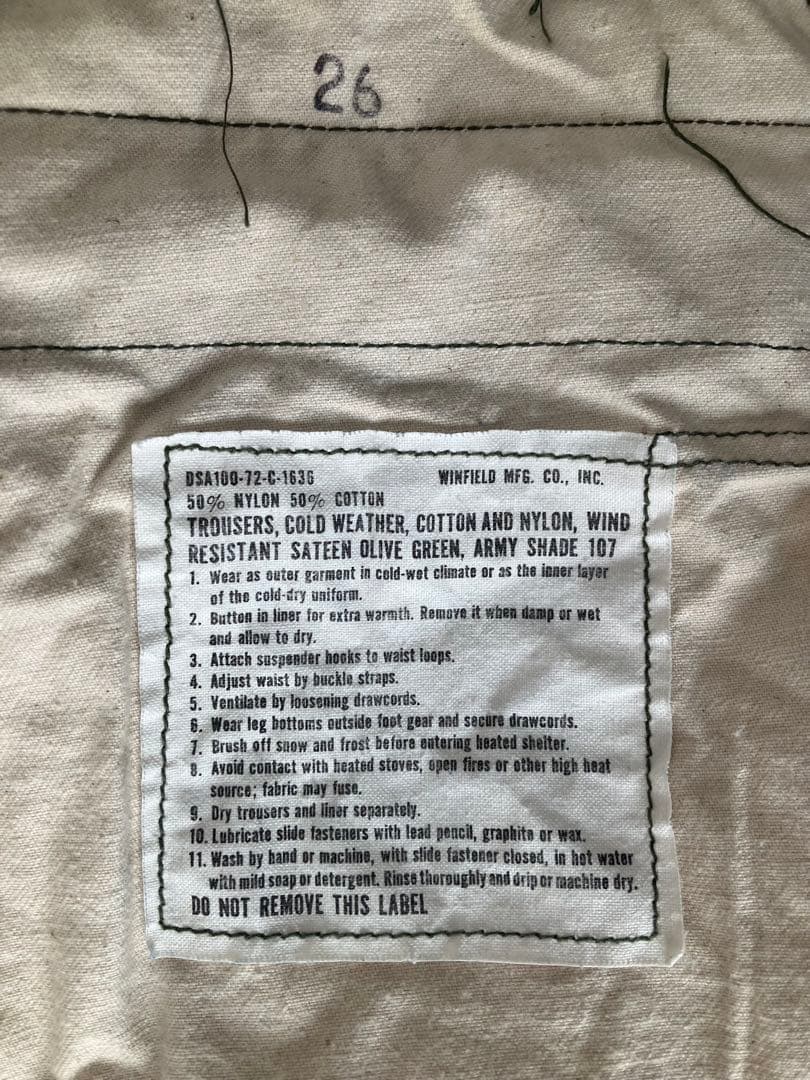 26
DSA100-72-C-1636 WINFIELD MFG. CO., INC.
50% NYLON 50% COTTON
TROUSERS, COLD WEATHER, COTTON AND NYLON, WIND
RESISTANT SATEEN OLIVE GREEN, ARMY SHADE 107
1. Wear as outer garment in cold-wet climate or as the inner layer
of the cold-dry uniform.
2. Button in liner for extra warmth. Remove it when damp or wet
and allow to dry.
3. Attach suspender hooks to waist loops.
4. Adjust waist by buckle straps.
5. Ventilate by loosening drawcords.
6. Wear leg bottoms outside foot gear and secure drawcords.
7. Brush off snow and frost before entering heated shelter.
8. Avoid contact with heated stoves, open fires or other high heat
source; fabric may fuse.
9. Dry trousers and liner separately.
10. Lubricate slide fasteners with lead pencil, graphite or wax.
11. Wash by hand or machine, with slide fastener closed, in hot water
with mild soap or detergent. Rinse thoroughly and drip or machine dry.
DO NOT REMOVE THIS LABEL